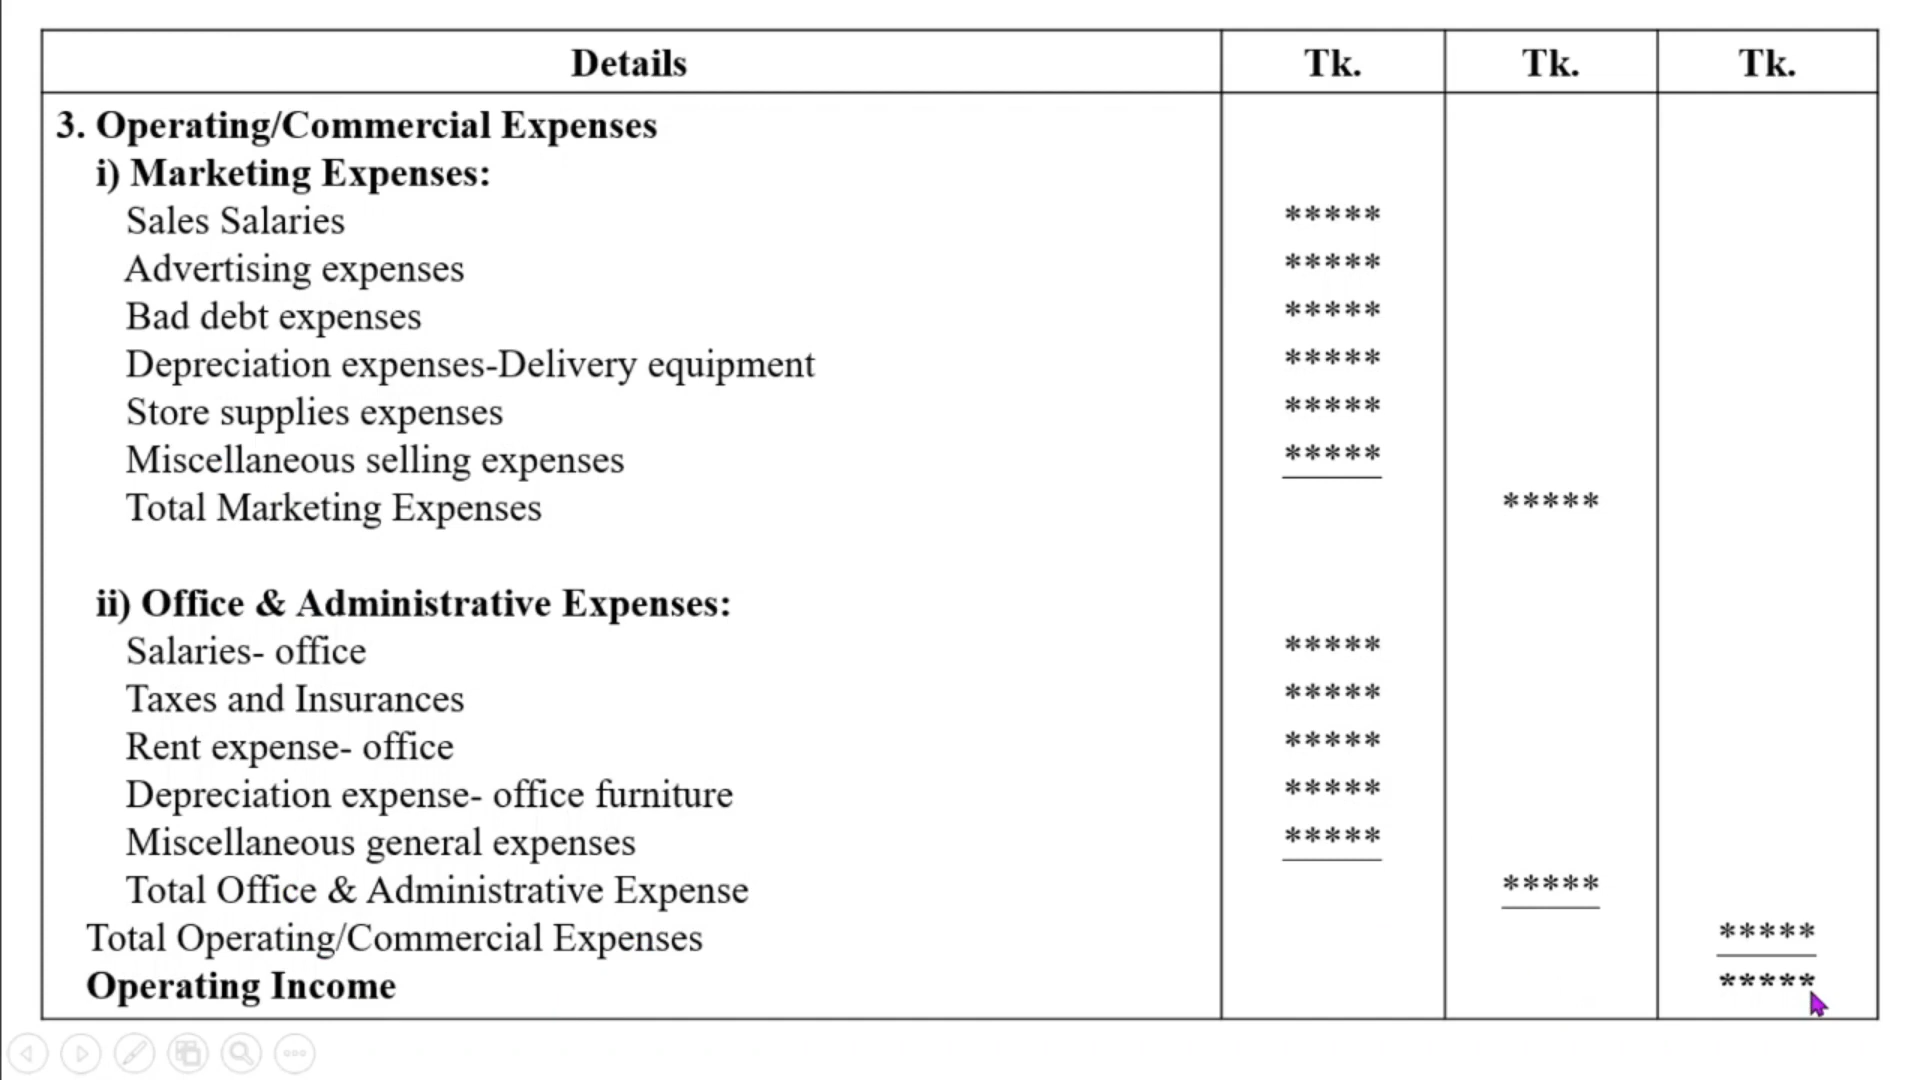 Details Tk. Tk. Tk.
3. Operating/Commercial Expenses
i) Marketing Expenses:
Sales Salaries *****
Advertising expenses *****
Bad debt expenses *****
Depreciation expenses-Delivery equipment *****
Store supplies expenses *****
Miscellaneous selling expenses *****
Total Marketing Expenses *****
ii) Office & Administrative Expenses:
Salaries- office *****
Taxes and Insurances *****
Rent expense- office *****
Depreciation expense- office furniture *****
Miscellaneous general expenses *****
Total Office & Administrative Expense *****
Total Operating/Commercial Expenses *****
Operating Income *****